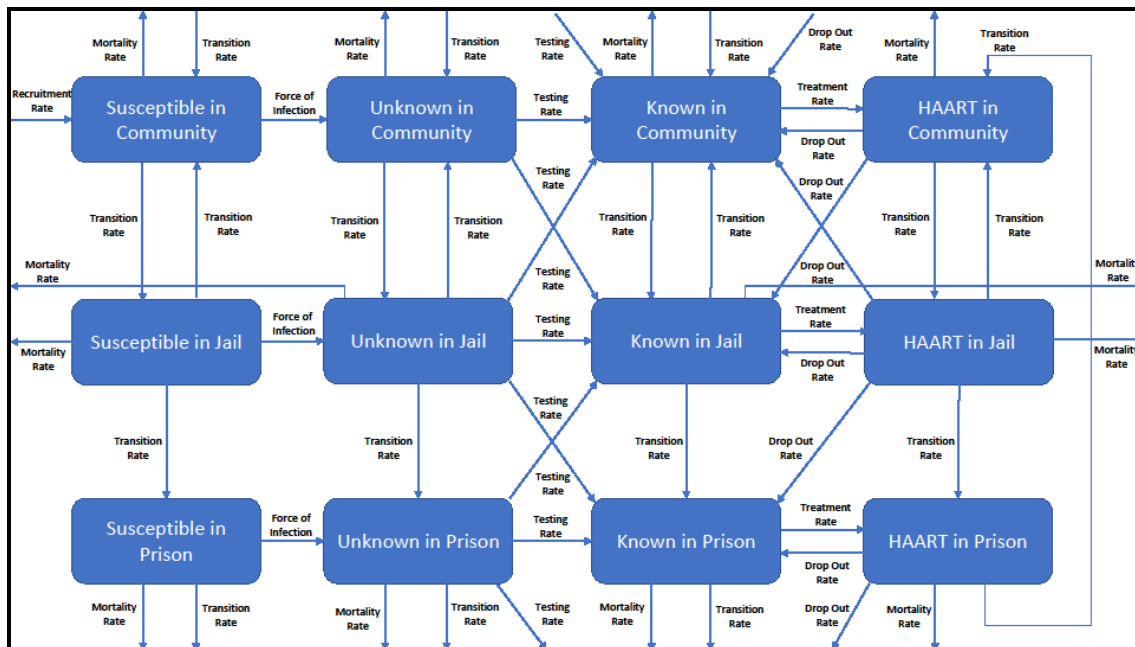 Mortality
Rate
Transition
Rate
Mortality
Rate
Transition
Rate
Testing
Rate
Mortality
Rate
Transition
Rate
Drop Out
Rate
Mortality
Rate
Transition
Rate
Recruitment
Rate
Susceptible in
Community
Force of
Infection
Unknown in
Community
Testing
Rate
Known in
Community
Treatment
Rate
Drop Out
Rate
HAART in
Community
Transition
Rate
Transition
Rate
Transition
Rate
Transition
Rate
Testing
Rate
Testing
Rate
Transition
Rate
Transition
Rate
Drop Out
Rate
Drop Out
Rate
Transition
Rate
Transition
Rate
Mortality
Rate
Mortality
Rate
Susceptible in Jail
Force of
Infection
Unknown in Jail
Testing
Rate
Known in Jail
Treatment
Rate
Drop Out
Rate
HAART in Jail
Mortality
Rate
Mortality
Rate
Transition
Rate
Transition
Rate
Testing
Rate
Testing
Rate
Transition
Rate
Drop Out
Rate
Transition
Rate
Susceptible in
Prison
Force of
Infection
Unknown in Prison
Testing
Rate
Known in Prison
Treatment
Rate
Drop Out
Rate
HAART in Prison
Mortality
Rate
Transition
Rate
Mortality
Rate
Transition
Rate
Testing
Rate
Mortality
Rate
Transition
Rate
Drop Out
Rate
Mortality
Rate